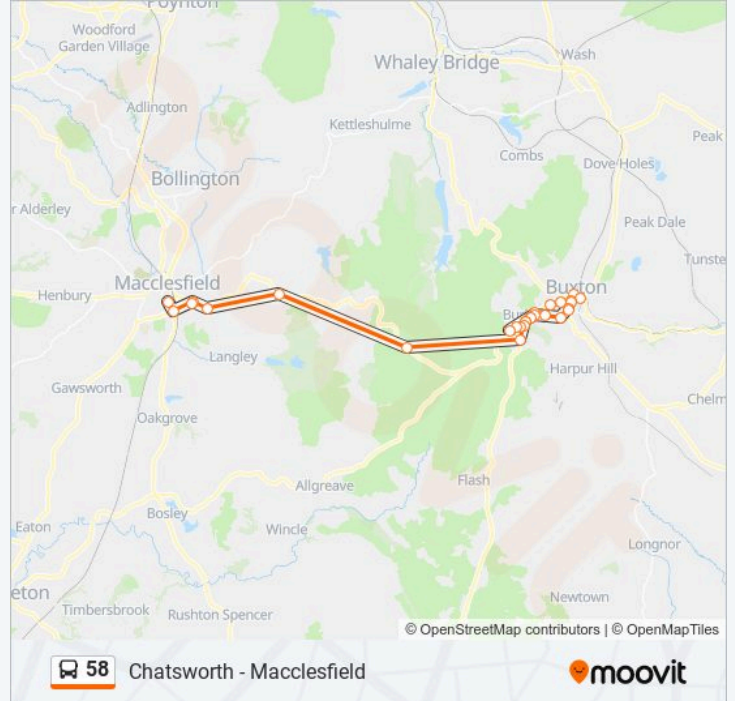 Poynton
Woodford
Garden Village
Whaley Bridge
Wash
Adlington
Kettleshulme
Peak
Combs
Dove Holes
Bollington
r Alderley
Peak Dale
Tunste
Macclesfield
Buxton
Henbury
Bu
Langley
Harpur Hill
Gawsworth
Chelm
Oakgrove
Flash
Allgreave
Bosley
Eaton
Wincle
Longnor
eton
Newtown
Timbersbrook
Rushton Spencer
© OpenStreetMap contributors | © OpenMapTiles
58 Chatsworth - Macclesfield
moovit